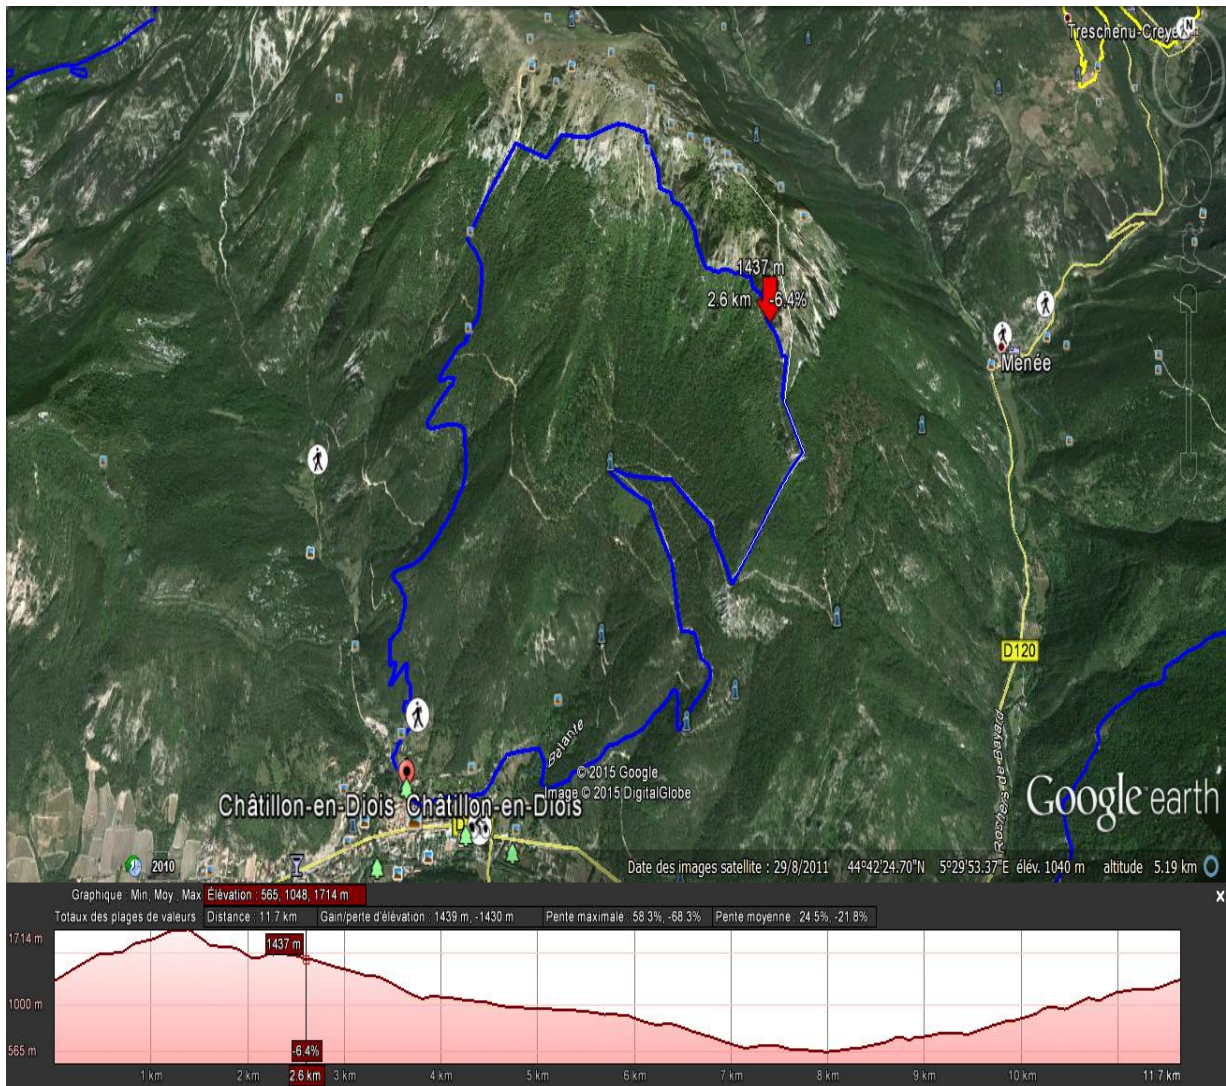 Treschenu-Creye
N
1437 m
2.6 km -6.4%
Menée
D120
Rochers de Bayard
Belante
© 2015 Google
Image © 2015 DigitalGlobe
Google earth
Châtillon-en-Diois Châtillon-en-Diois
D
2010
Date des images satellite : 29/8/2011 44°42'24.70"N 5°29'53.37"E élév. 1040 m altitude 5.19 km
Graphique : Min, Moy, Max Élévation : 565, 1048, 1714 m
x
Totaux des plages de valeurs : Distance : 11.7 km Gain/perte d'élévation : 1439 m, -1430 m Pente maximale : 58.3%, -68.3% Pente moyenne : 24.5%, -21.8%
1714 m
1437 m
1000 m
565 m
-6.4%
1 km 2 km 2.6 km 3 km 4 km 5 km 6 km 7 km 8 km 9 km 10 km 11.7 km